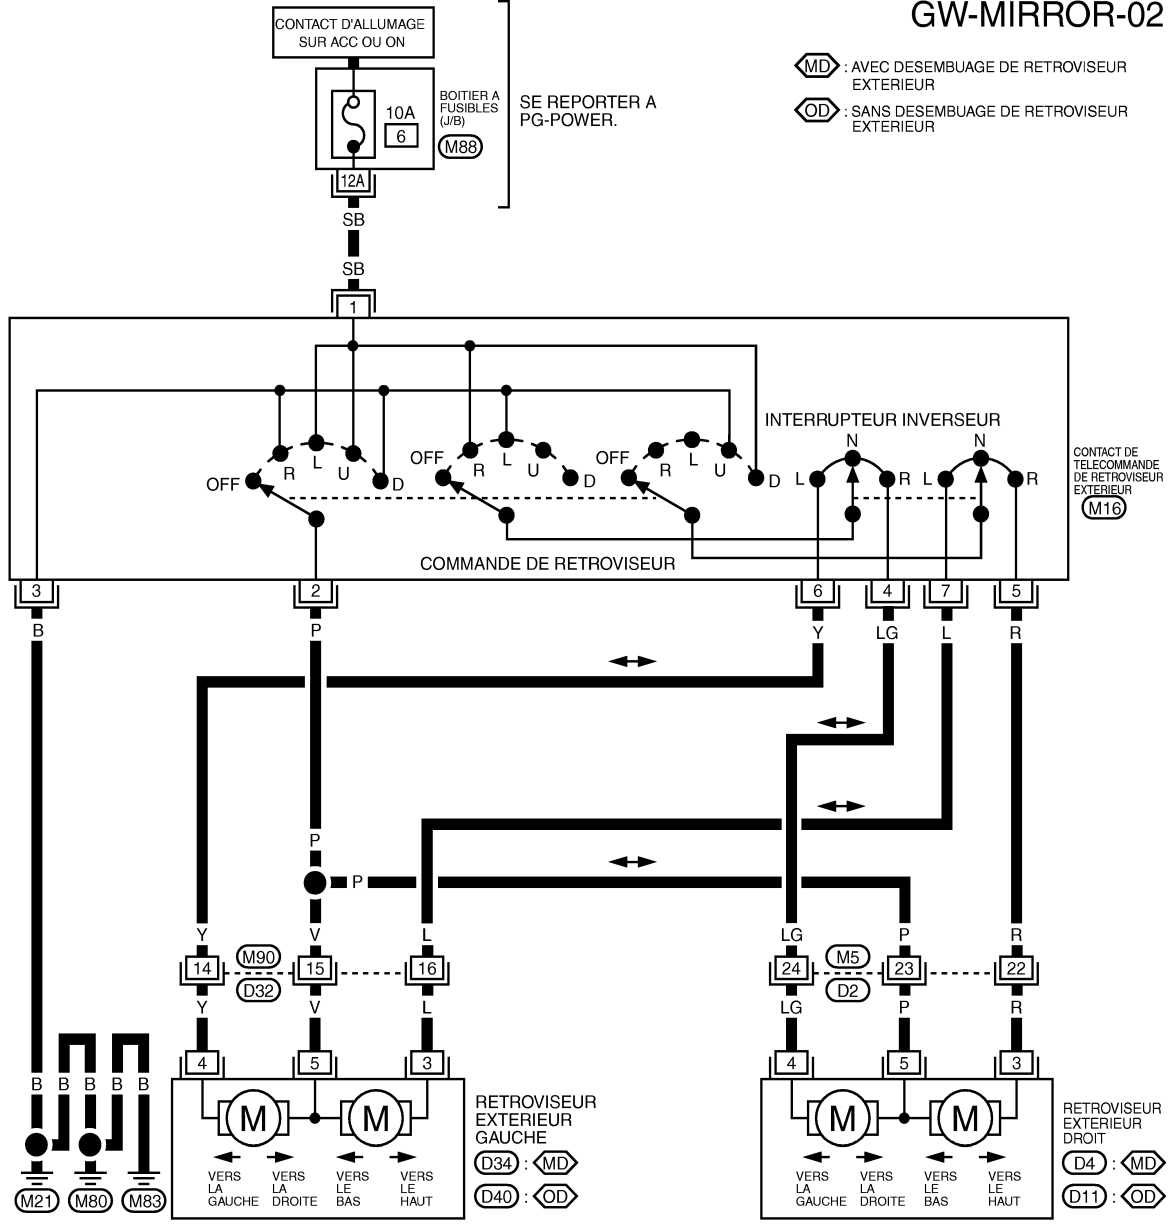 GW-MIRROR-02
CONTACT D'ALLUMAGE
SUR ACC OU ON
MD : AVEC DESEMBUAGE DE RETROVISEUR
EXTERIEUR
OD : SANS DESEMBUAGE DE RETROVISEUR
EXTERIEUR
BOITIER A
FUSIBLES
(J/B)
M88
10A
6
SE REPORTER A
PG-POWER.
12A
SB
SB
1
INTERRUPTEUR INVERSEUR
OFF R L U D
OFF R L U D
OFF R L U D
L N R
L N R
CONTACT DE
TELECOMMANDE
DE RETROVISEUR
EXTERIEUR
M16
COMMANDE DE RETROVISEUR
3 2 6 4 7 5
B P Y LG L R
P
P
Y V L LG P R
14 M90 15 16 24 M5 23 22
D32 D2
Y V L LG P R
4 5 3 4 5 3
B B B B B
M M M M
RETROVISEUR
EXTERIEUR
GAUCHE
D34 : MD
D40 : OD
RETROVISEUR
EXTERIEUR
DROIT
D4 : MD
D11 : OD
VERS
LA
GAUCHE
VERS
LA
DROITE
VERS
LE
BAS
VERS
LE
HAUT
VERS
LA
GAUCHE
VERS
LA
DROITE
VERS
LE
BAS
VERS
LE
HAUT
M21 M80 M83